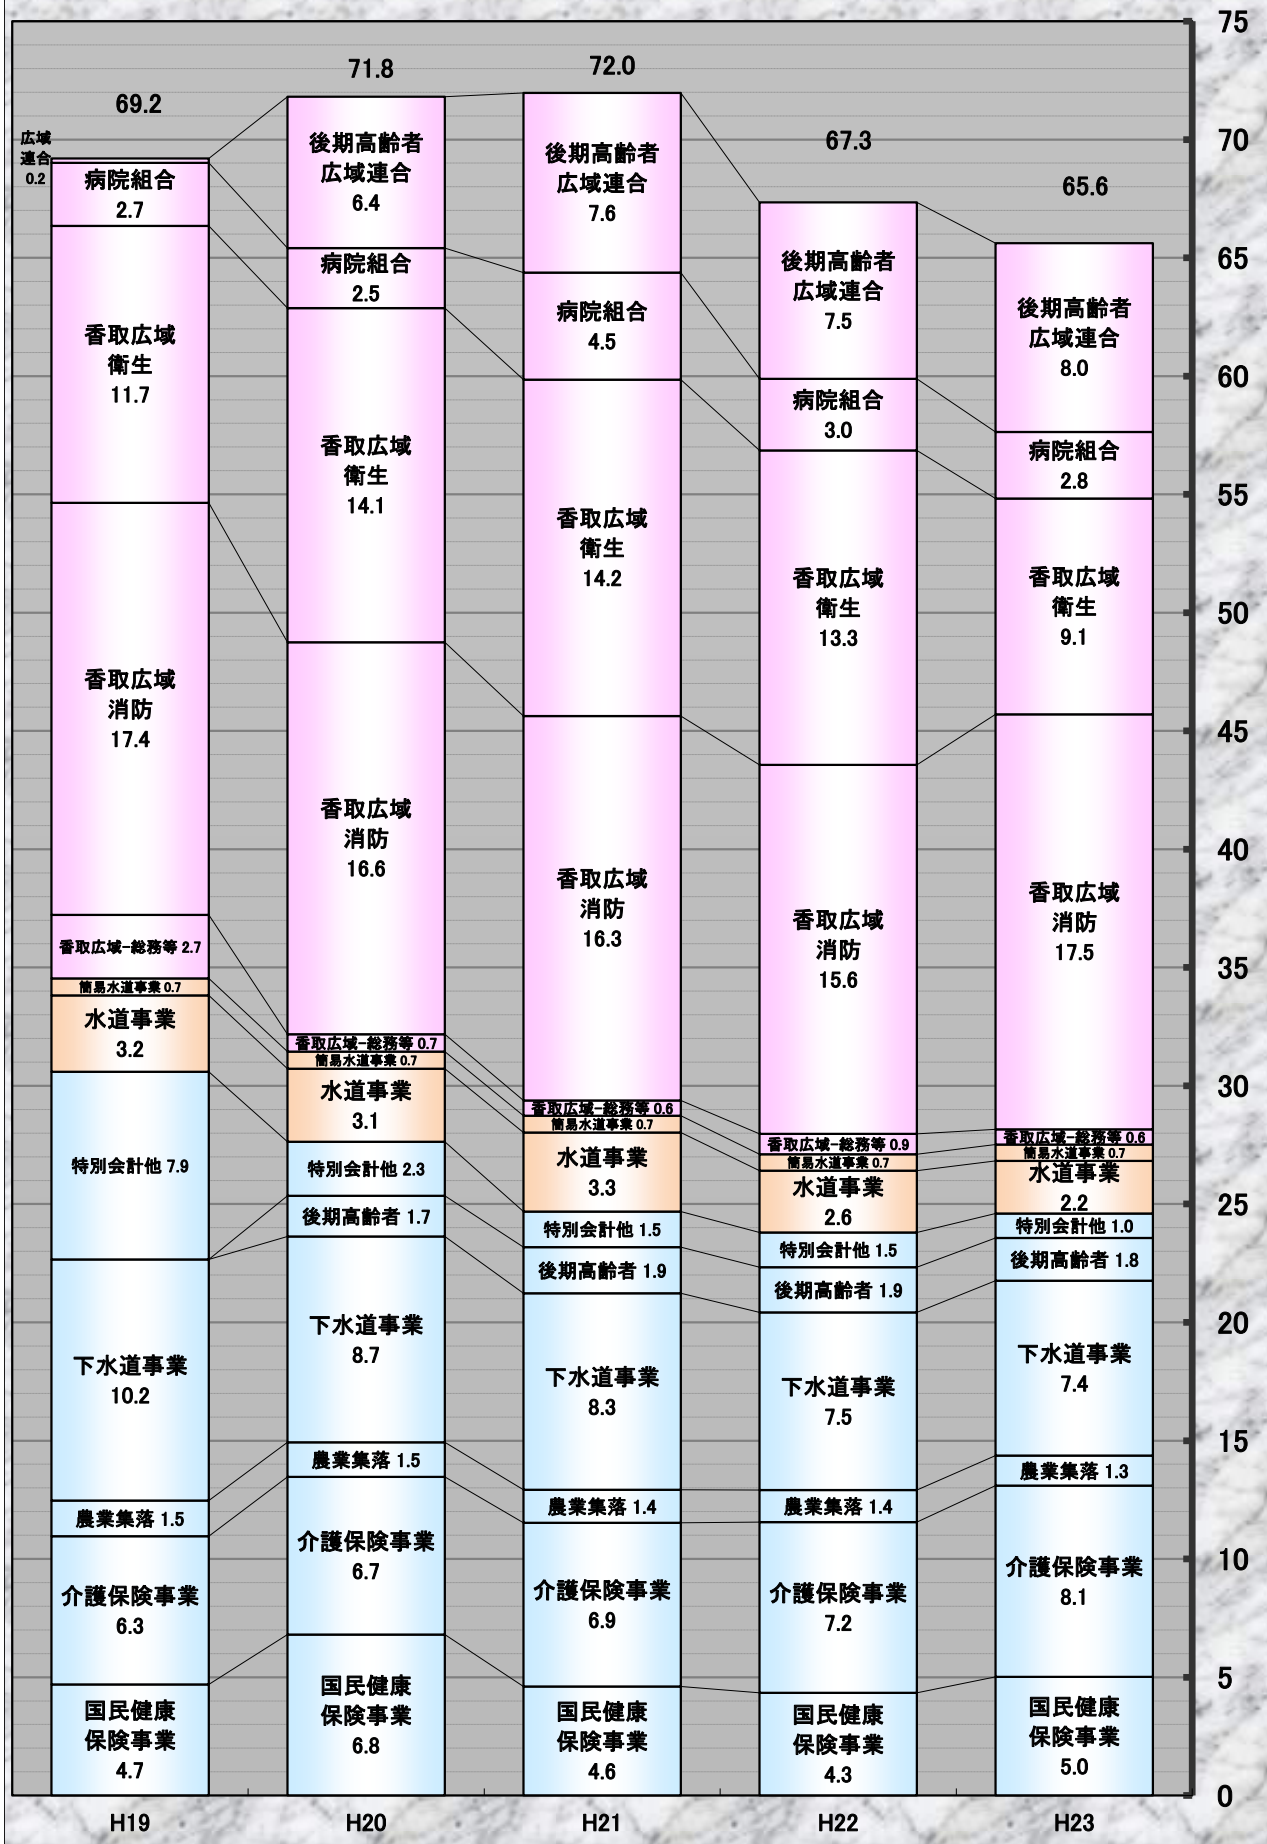 69.2
広域
連合
0.2
病院組合
2.7
香取広域
衛生
11.7
香取広域
消防
17.4
香取広域-総務等 2.7
簡易水道事業 0.7
水道事業
3.2
特別会計他 7.9
下水道事業
10.2
農業集落 1.5
介護保険事業
6.3
国民健康
保険事業
4.7
H19
71.8
後期高齢者
広域連合
6.4
病院組合
2.5
香取広域
衛生
14.1
香取広域
消防
16.6
香取広域-総務等 0.7
簡易水道事業 0.7
水道事業
3.1
特別会計他 2.3
後期高齢者 1.7
下水道事業
8.7
農業集落 1.5
介護保険事業
6.7
国民健康
保険事業
6.8
H20
72.0
後期高齢者
広域連合
7.6
病院組合
4.5
香取広域
衛生
14.2
香取広域
消防
16.3
香取広域-総務等 0.6
簡易水道事業 0.7
水道事業
3.3
特別会計他 1.5
後期高齢者 1.9
下水道事業
8.3
農業集落 1.4
介護保険事業
6.9
国民健康
保険事業
4.6
H21
67.3
後期高齢者
広域連合
7.5
病院組合
3.0
香取広域
衛生
13.3
香取広域
消防
15.6
香取広域-総務等 0.9
簡易水道事業 0.7
水道事業
2.6
特別会計他 1.5
後期高齢者 1.9
下水道事業
7.5
農業集落 1.4
介護保険事業
7.2
国民健康
保険事業
4.3
H22
65.6
後期高齢者
広域連合
8.0
病院組合
2.8
香取広域
衛生
9.1
香取広域
消防
17.5
香取広域-総務等 0.6
簡易水道事業 0.7
水道事業
2.2
特別会計他 1.0
後期高齢者 1.8
下水道事業
7.4
農業集落 1.3
介護保険事業
8.1
国民健康
保険事業
5.0
H23
75
70
65
60
55
50
45
40
35
30
25
20
15
10
5
0